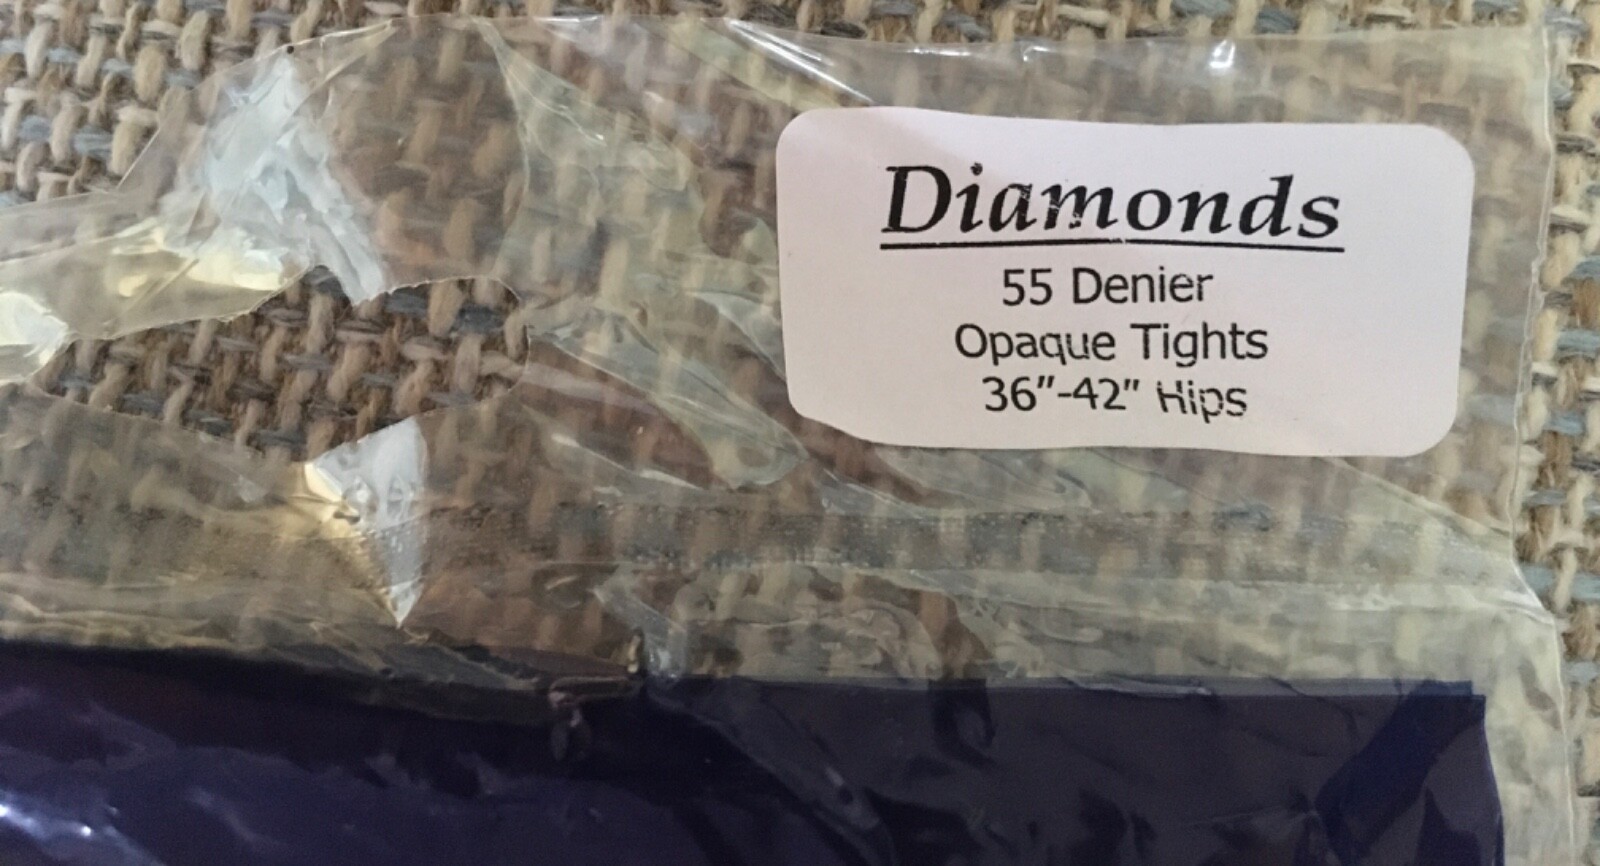 Diamonds
55 Denier
Opaque Tights
36"-42" Hips